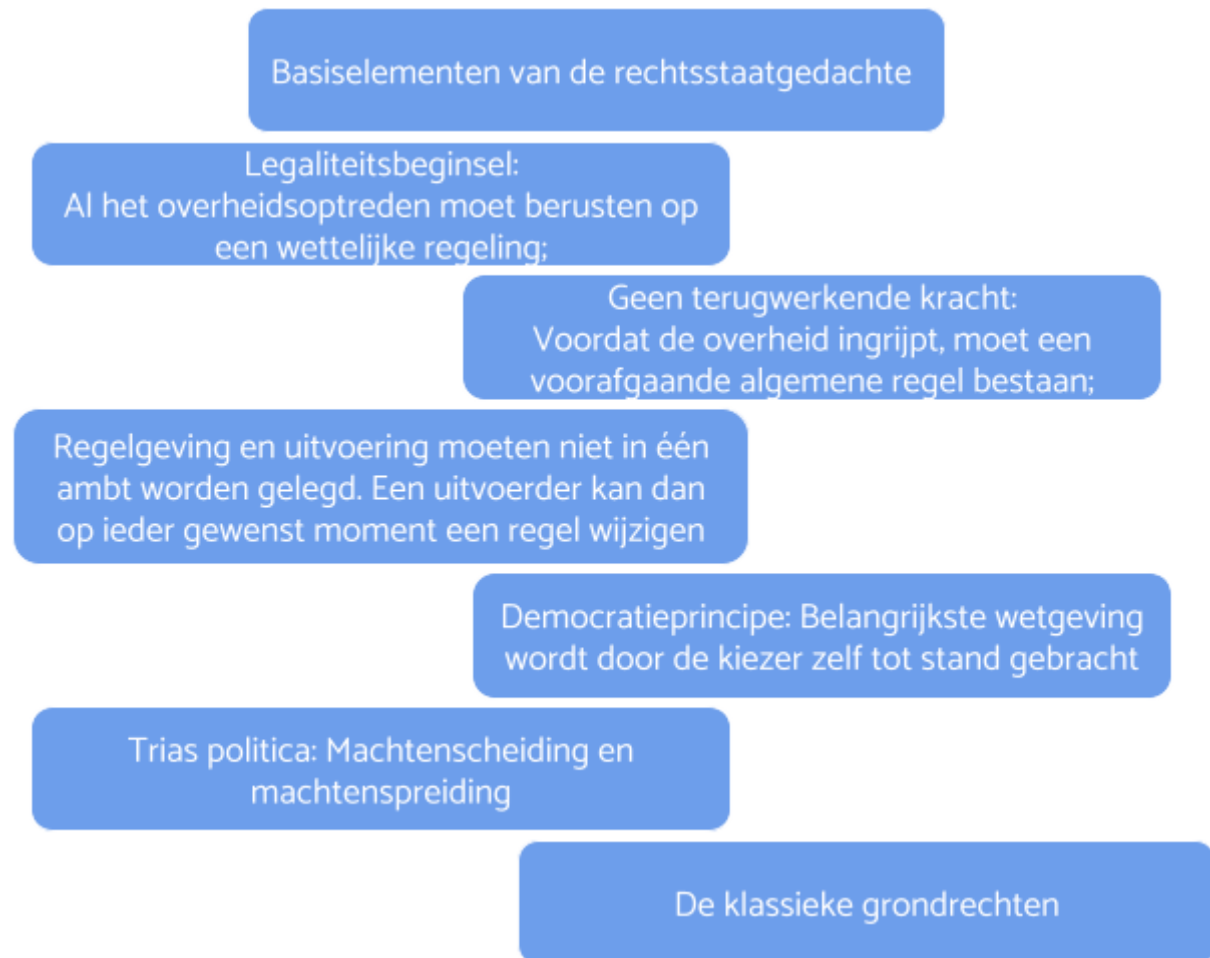 Basiselementen van de rechtsstaatgedachte
Legaliteitsbeginsel:
Al het overheidsoptreden moet berusten op
een wettelijke regeling;
Geen terugwerkende kracht:
Voordat de overheid ingrijpt, moet een
voorafgaande algemene regel bestaan;
Regelgeving en uitvoering moeten niet in één
ambt worden gelegd. Een uitvoerder kan dan
op ieder gewenst moment een regel wijzigen
Democratieprincipe: Belangrijkste wetgeving
wordt door de kiezer zelf tot stand gebracht
Trias politica: Machtenscheiding en
machtenspreiding
De klassieke grondrechten